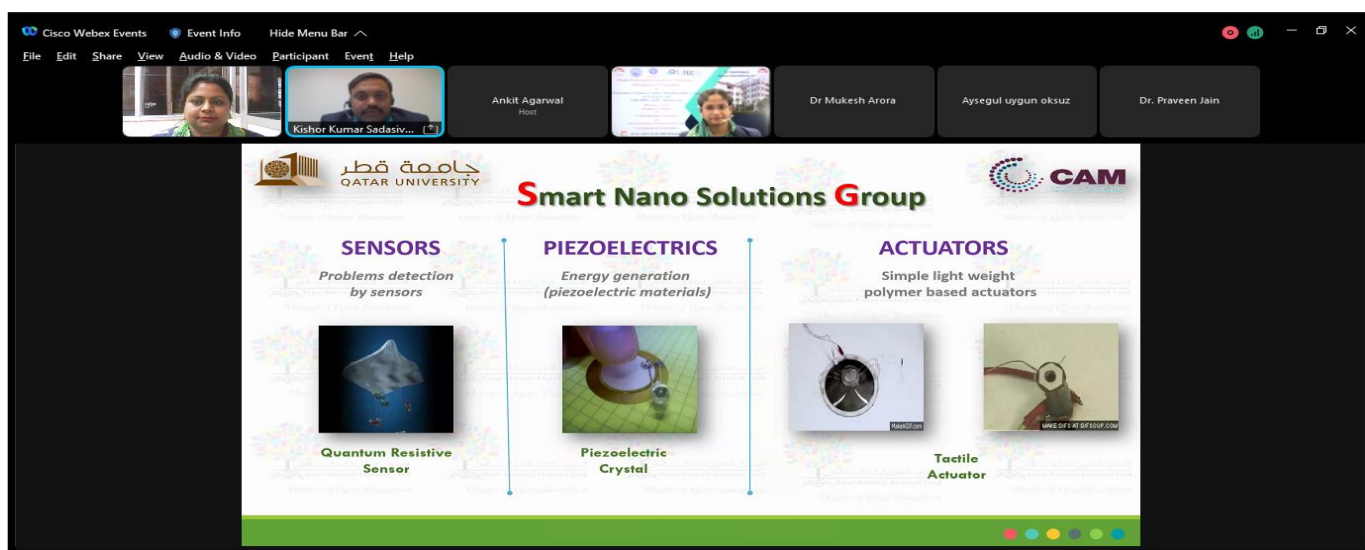 Cisco Webex Events Event Info Hide Menu Bar
File Edit Share View Audio & Video Participant Event Help
Kishor Kumar Sadasiv...
Ankit Agarwal
Host
Dr Mukesh Arora
Aysegul uygun oksuz
Dr. Praveen Jain
جامعة قطر
QATAR UNIVERSITY
Smart Nano Solutions Group
CAM
SENSORS
Problems detection
by sensors
Quantum Resistive
Sensor
PIEZOELECTRICS
Energy generation
(piezoelectric materials)
Piezoelectric
Crystal
ACTUATORS
Simple light weight
polymer based actuators
MakeAGif.com
MAKE GIFS AT GIFSOUP.COM
Tactile
Actuator